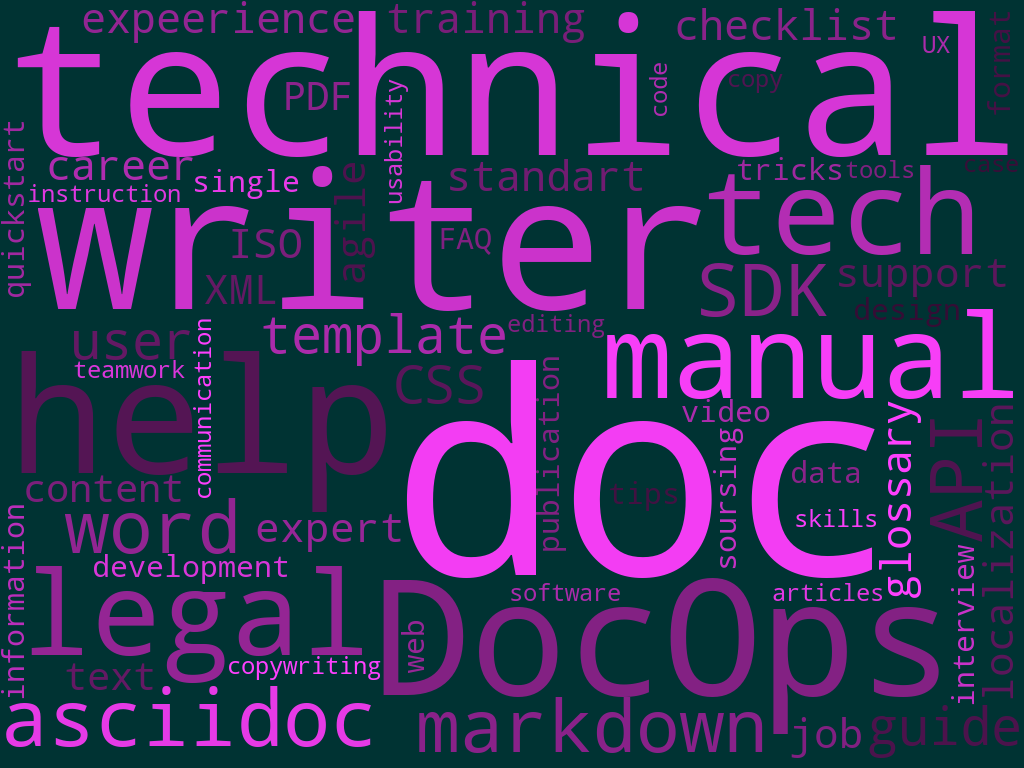 expeerience training checklist
UX
format
technical
PDF
code
copy
usability
quickstart
career
instruction
single
agile
standart
tricks
tools
case
writer
tech
ISO
FAQ
XML
SDK
support
design
user
template
editing
manual
teamwork
communication
help
CSS
doc
publication
video
soursing
glossary
API
localization
content
tips
data
skills
word
expert
information
development
software
articles
interview
legal
DocOps
web
text
copywriting
asciidoc
markdown
job
guide